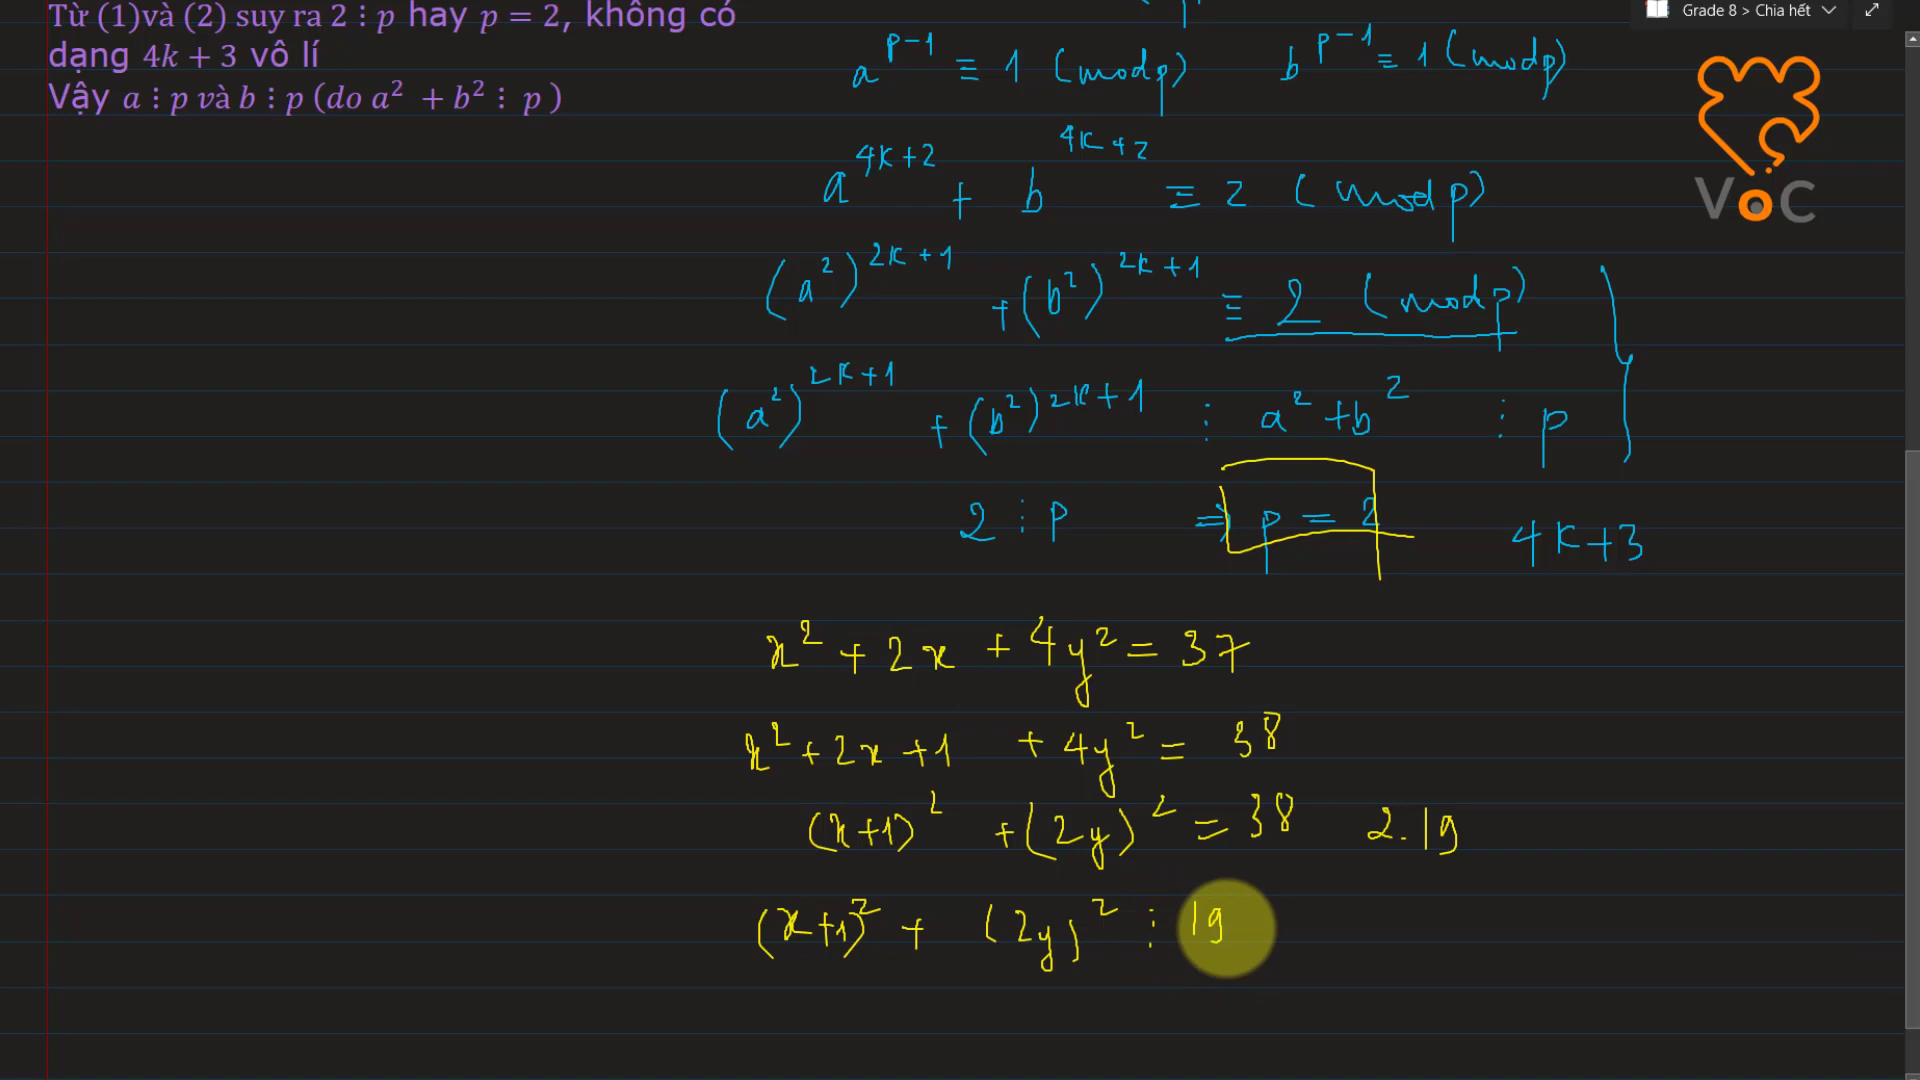 Từ (1)và (2) suy ra 2 ⋮ p hay p = 2, không có
dạng 4k + 3 vô lí
Vậy a ⋮ p và b ⋮ p (do a² + b² ⋮ p )
Grade 8 > Chia hết
VoC
a^(p-1) ≡ 1 (mod p) b^(p-1) ≡ 1 (mod p)
a^(4k+2) + b^(4k+2) ≡ 2 (mod p)
(a²)^(2k+1) + (b²)^(2k+1) ≡ 2 (mod p)
(a²)^(2k+1) + (b²)^(2k+1) ⋮ a² + b² ⋮ p
2 ⋮ p ⇒ p = 2 4k+3
x² + 2x + 4y² = 37
x² + 2x + 1 + 4y² = 38
(x+1)² + (2y)² = 38 2.19
(x+1)² + (2y)² ⋮ 19